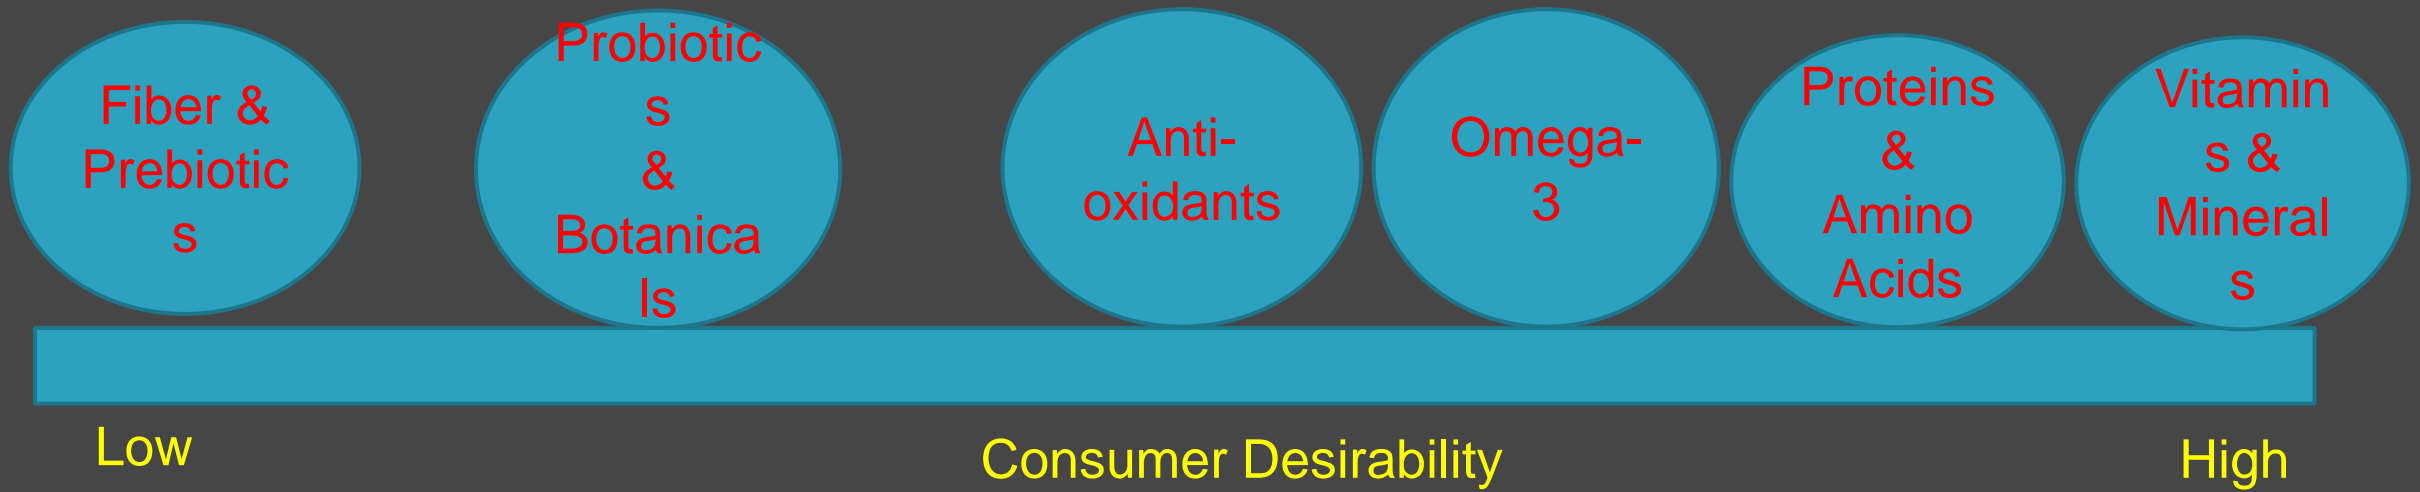 Fiber &
Prebiotic
s
Probiotic
s
&
Botanica
ls
Anti-
oxidants
Omega-
3
Proteins
&
Amino
Acids
Vitamin
s &
Mineral
s
Low
Consumer Desirability
High